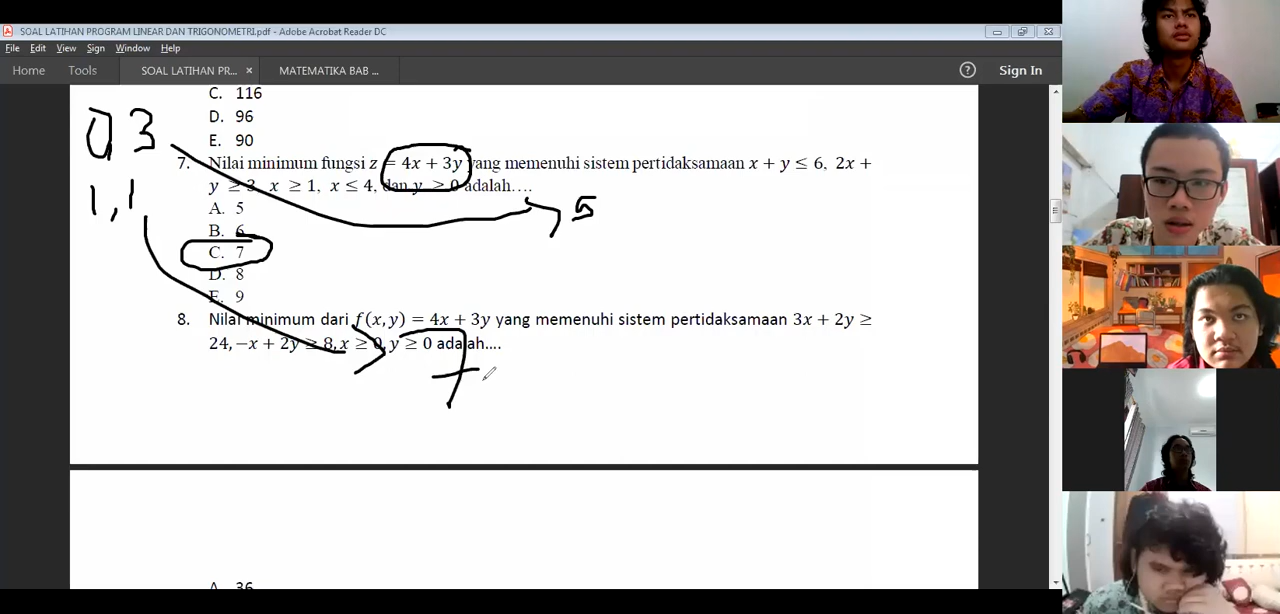 SOAL LATIHAN PROGRAM LINEAR DAN TRIGONOMETRI.pdf - Adobe Acrobat Reader DC
File Edit View Sign Window Help
Home Tools SOAL LATIHAN PR... × MATEMATIKA BAB ... ? Sign In
C. 116
D. 96
E. 90
0 3
7. Nilai minimum fungsi z = 4x + 3y yang memenuhi sistem pertidaksamaan x + y ≤ 6, 2x +
y ≥ 3, x ≥ 1, x ≤ 4, dan y ≥ 0 adalah….
1,1
A. 5
5
B. 6
C. 7
D. 8
E. 9
8. Nilai minimum dari f(x, y) = 4x + 3y yang memenuhi sistem pertidaksamaan 3x + 2y ≥
24, −x + 2y ≥ 8, x ≥ 0, y ≥ 0 adalah....
7
A. 36